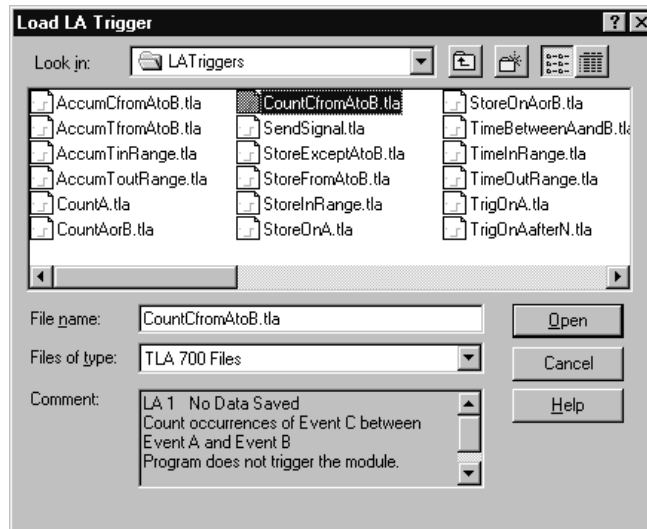 Load LA Trigger
Look in: LATriggers
AccumCfromAtoB.tla CountCfromAtoB.tla StoreOnAorB.tla
AccumTfromAtoB.tla SendSignal.tla TimeBetweenAandB.tla
AccumTinRange.tla StoreExceptAtoB.tla TimeInRange.tla
AccumToutRange.tla StoreFromAtoB.tla TimeOutRange.tla
CountA.tla StoreInRange.tla TrigOnA.tla
CountAorB.tla StoreOnA.tla TrigOnAafterN.tla
File name: CountCfromAtoB.tla Open
Files of type: TLA 700 Files Cancel
Comment: LA 1 No Data Saved Help
Count occurrences of Event C between
Event A and Event B
Program does not trigger the module.